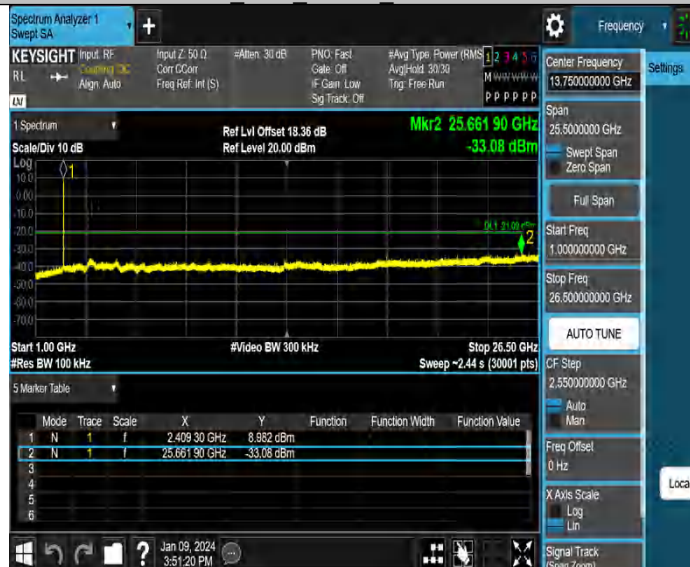 Spectrum Analyzer 1
Swept SA
+
Frequency
KEYSIGHT
RL
Input: RF
Coupling: DC
Align: Auto
Input Z: 50 Ω
Corr CCorr
Freq Ref: Int (S)
#Atten: 30 dB
PNO: Fast
Gate: Off
IF Gain: Low
Sig Track: Off
#Avg Type: Power (RMS
Avg|Hold: 30/30
Trig: Free Run
1 2 3 4 5 6
M W W W W W
P P P P P P
1 Spectrum
Scale/Div 10 dB
Ref Lvl Offset 18.36 dB
Ref Level 20.00 dBm
Mkr2 25.661 90 GHz
-33.08 dBm
Log
10.0
0.00
-10.0
-20.0
-30.0
-40.0
-50.0
-60.0
-70.0
1
2
Start 1.00 GHz
#Video BW 300 kHz
Stop 26.50 GHz
#Res BW 100 kHz
Sweep ~2.44 s (30001 pts)
5 Marker Table
Mode Trace Scale X Y Function Function Width Function Value
1 N 1 f 2.409 30 GHz 8.982 dBm
2 N 1 f 25.661 90 GHz -33.08 dBm
3
4
5
6
?
Jan 09, 2024
3:51:20 PM
Center Frequency
13.750000000 GHz
Settings
Span
25.5000000 GHz
Swept Span
Zero Span
Full Span
Start Freq
1.00000000 GHz
Stop Freq
26.500000000 GHz
AUTO TUNE
CF Step
2.550000000 GHz
Auto
Man
Freq Offset
0 Hz
X Axis Scale
Log
Lin
Signal Track
(Span Zoom)
Loca